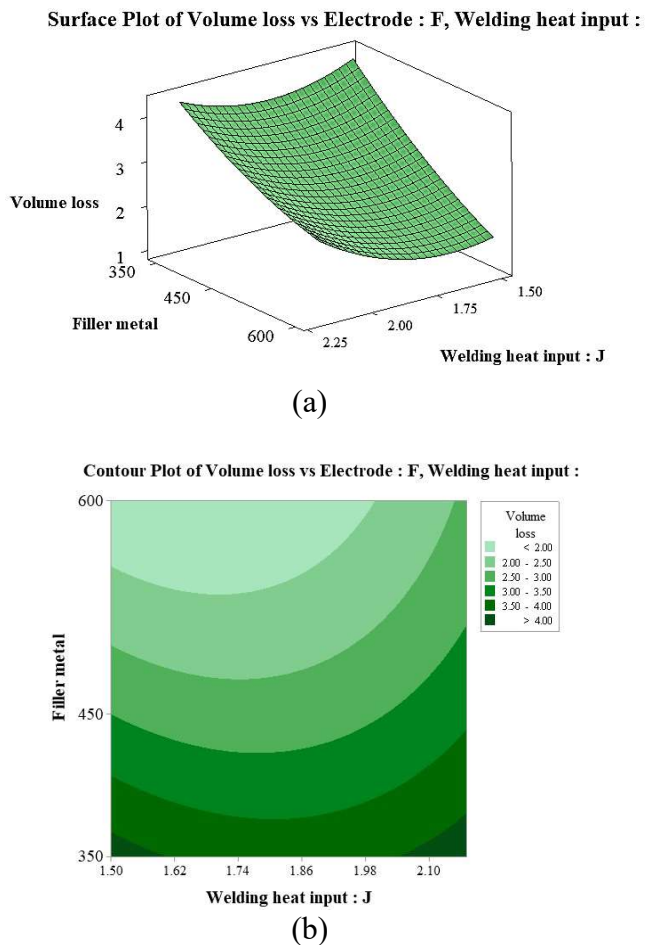 Surface Plot of Volume loss vs Electrode : F, Welding heat input :
4
3
Volume loss
2
1
350
450
Filler metal
600
2.25
2.00
1.75
1.50
Welding heat input : J
(a)
Contour Plot of Volume loss vs Electrode : F, Welding heat input :
600
450
350
Filler metal
Volume
loss
< 2.00
2.00 - 2.50
2.50 - 3.00
3.00 - 3.50
3.50 - 4.00
> 4.00
1.50 1.62 1.74 1.86 1.98 2.10
Welding heat input : J
(b)